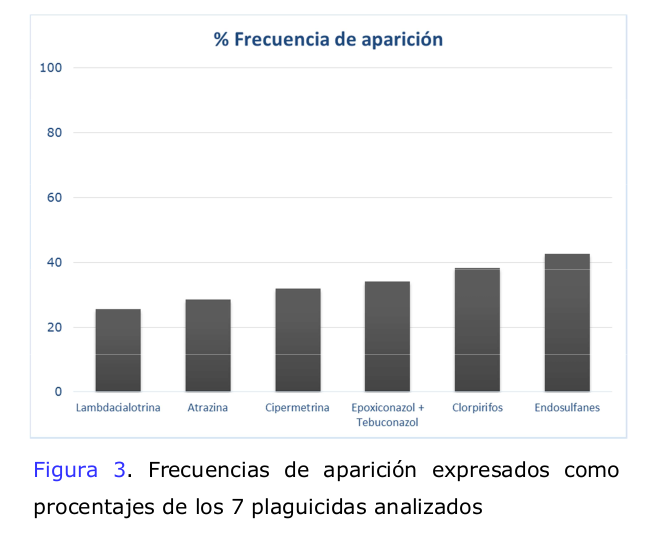 % Frecuencia de aparición
100
80
60
40
20
0
Lambdacialotrina Atrazina Cipermetrina Epoxiconazol + Clorpirifos Endosulfanes
Tebuconazol
Figura 3. Frecuencias de aparición expresados como
procentajes de los 7 plaguicidas analizados